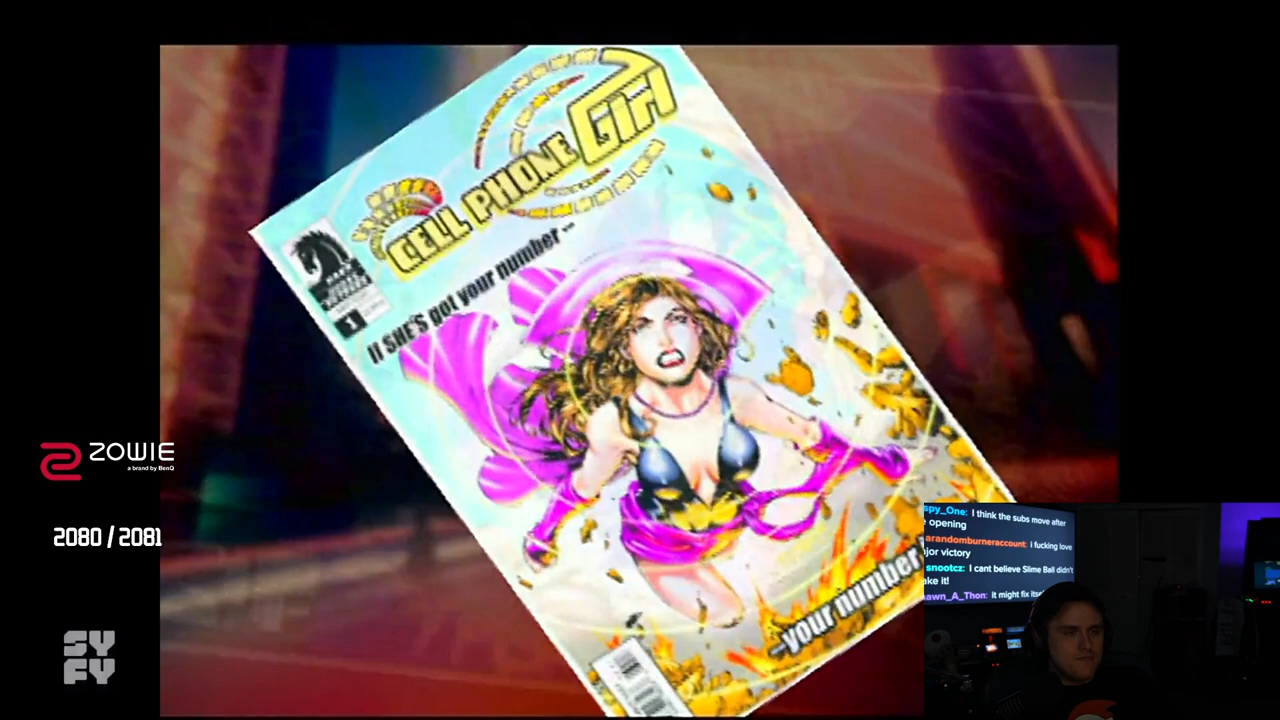 CELL PHONE Girl
If SHE'S got your number ...
1
...your number
ZOWIE
a brand by BenQ
2080 / 2081
SY
FY
spy_One: I think the subs move after
opening
arandomburneraccount: i fucking love
jor victory
snootcz: I cant believe Slime Ball didn't
ake it!
awn_A_Thon: it might fix its